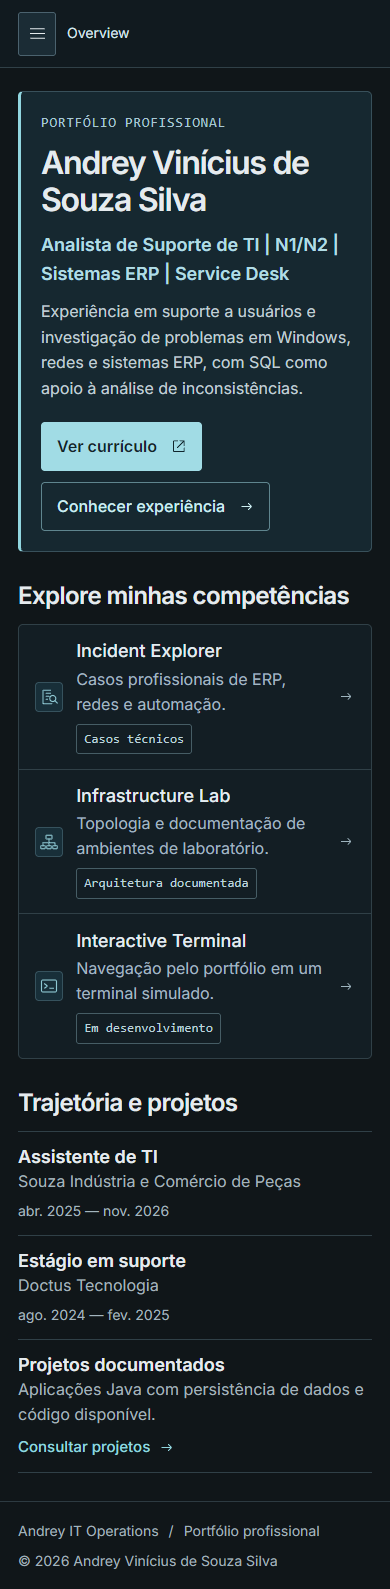 Overview
PORTFÓLIO PROFISSIONAL
Andrey Vinícius de
Souza Silva
Analista de Suporte de TI | N1/N2 |
Sistemas ERP | Service Desk
Experiência em suporte a usuários e
investigação de problemas em Windows,
redes e sistemas ERP, com SQL como
apoio à análise de inconsistências.
Ver currículo
Conhecer experiência →
Explore minhas competências
Incident Explorer
Casos profissionais de ERP,
redes e automação. →
Casos técnicos
Infrastructure Lab
Topologia e documentação de
ambientes de laboratório. →
Arquitetura documentada
Interactive Terminal
Navegação pelo portfólio em um
terminal simulado. →
Em desenvolvimento
Trajetória e projetos
Assistente de TI
Souza Indústria e Comércio de Peças
abr. 2025 — nov. 2026
Estágio em suporte
Doctus Tecnologia
ago. 2024 — fev. 2025
Projetos documentados
Aplicações Java com persistência de dados e
código disponível.
Consultar projetos →
Andrey IT Operations / Portfólio profissional
© 2026 Andrey Vinícius de Souza Silva